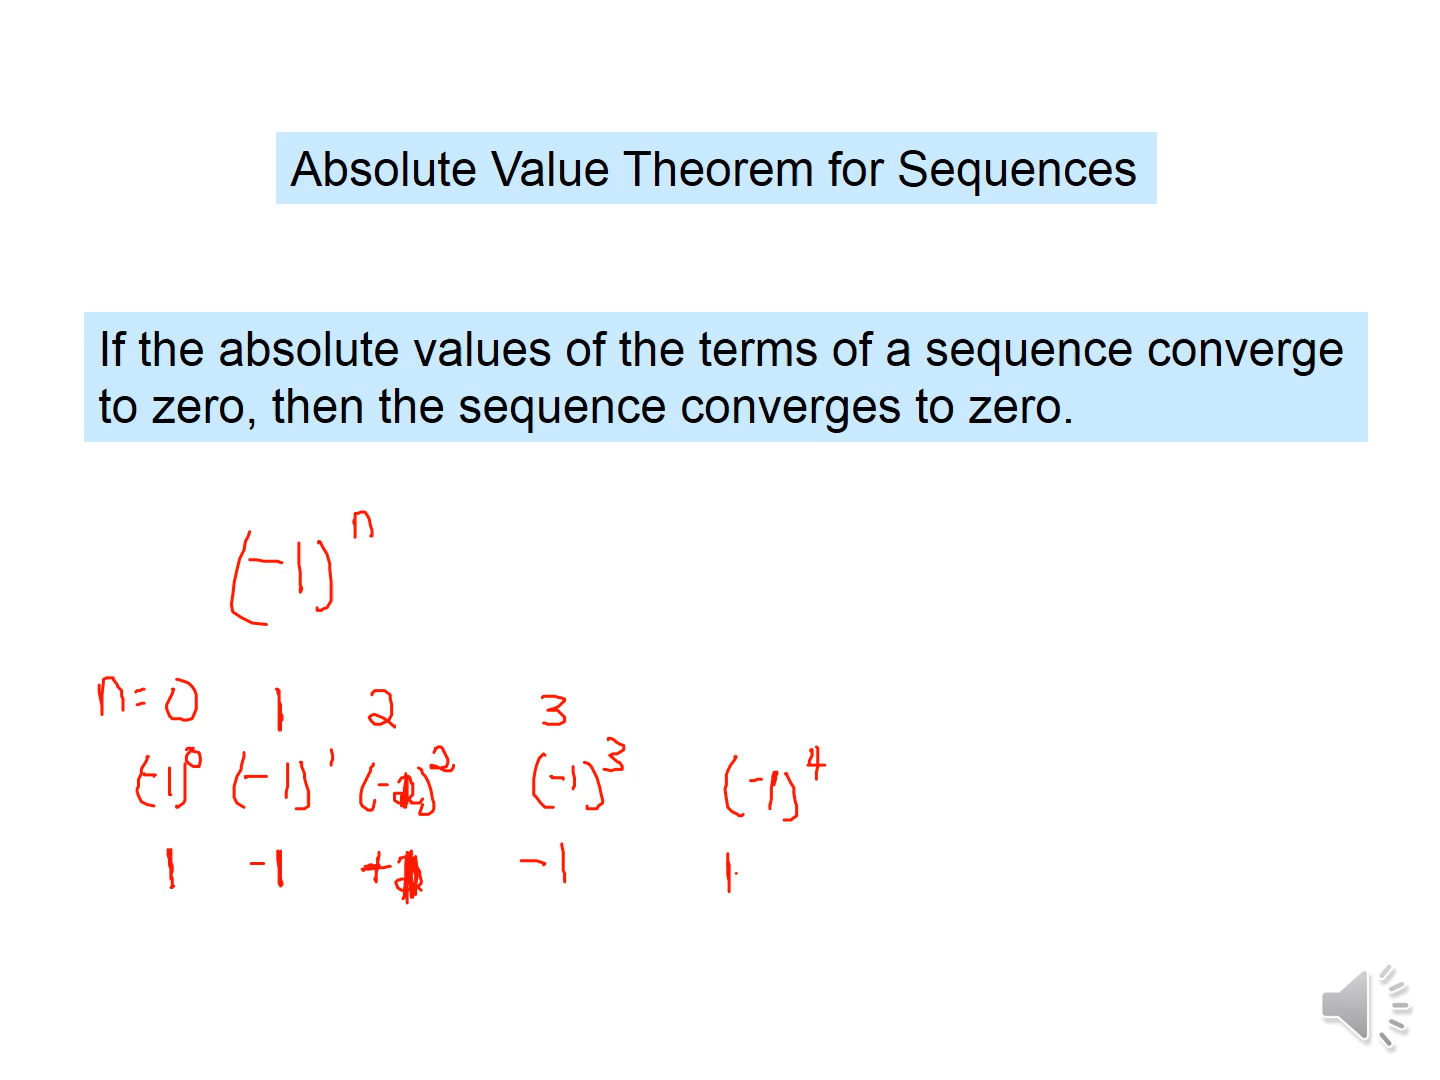 Absolute Value Theorem for Sequences
If the absolute values of the terms of a sequence converge
to zero, then the sequence converges to zero.
(-1)^n
n = 0 1 2 3
(-1)^0 (-1)^1 (-1)^2 (-1)^3 (-1)^4
1 -1 +1 -1 1